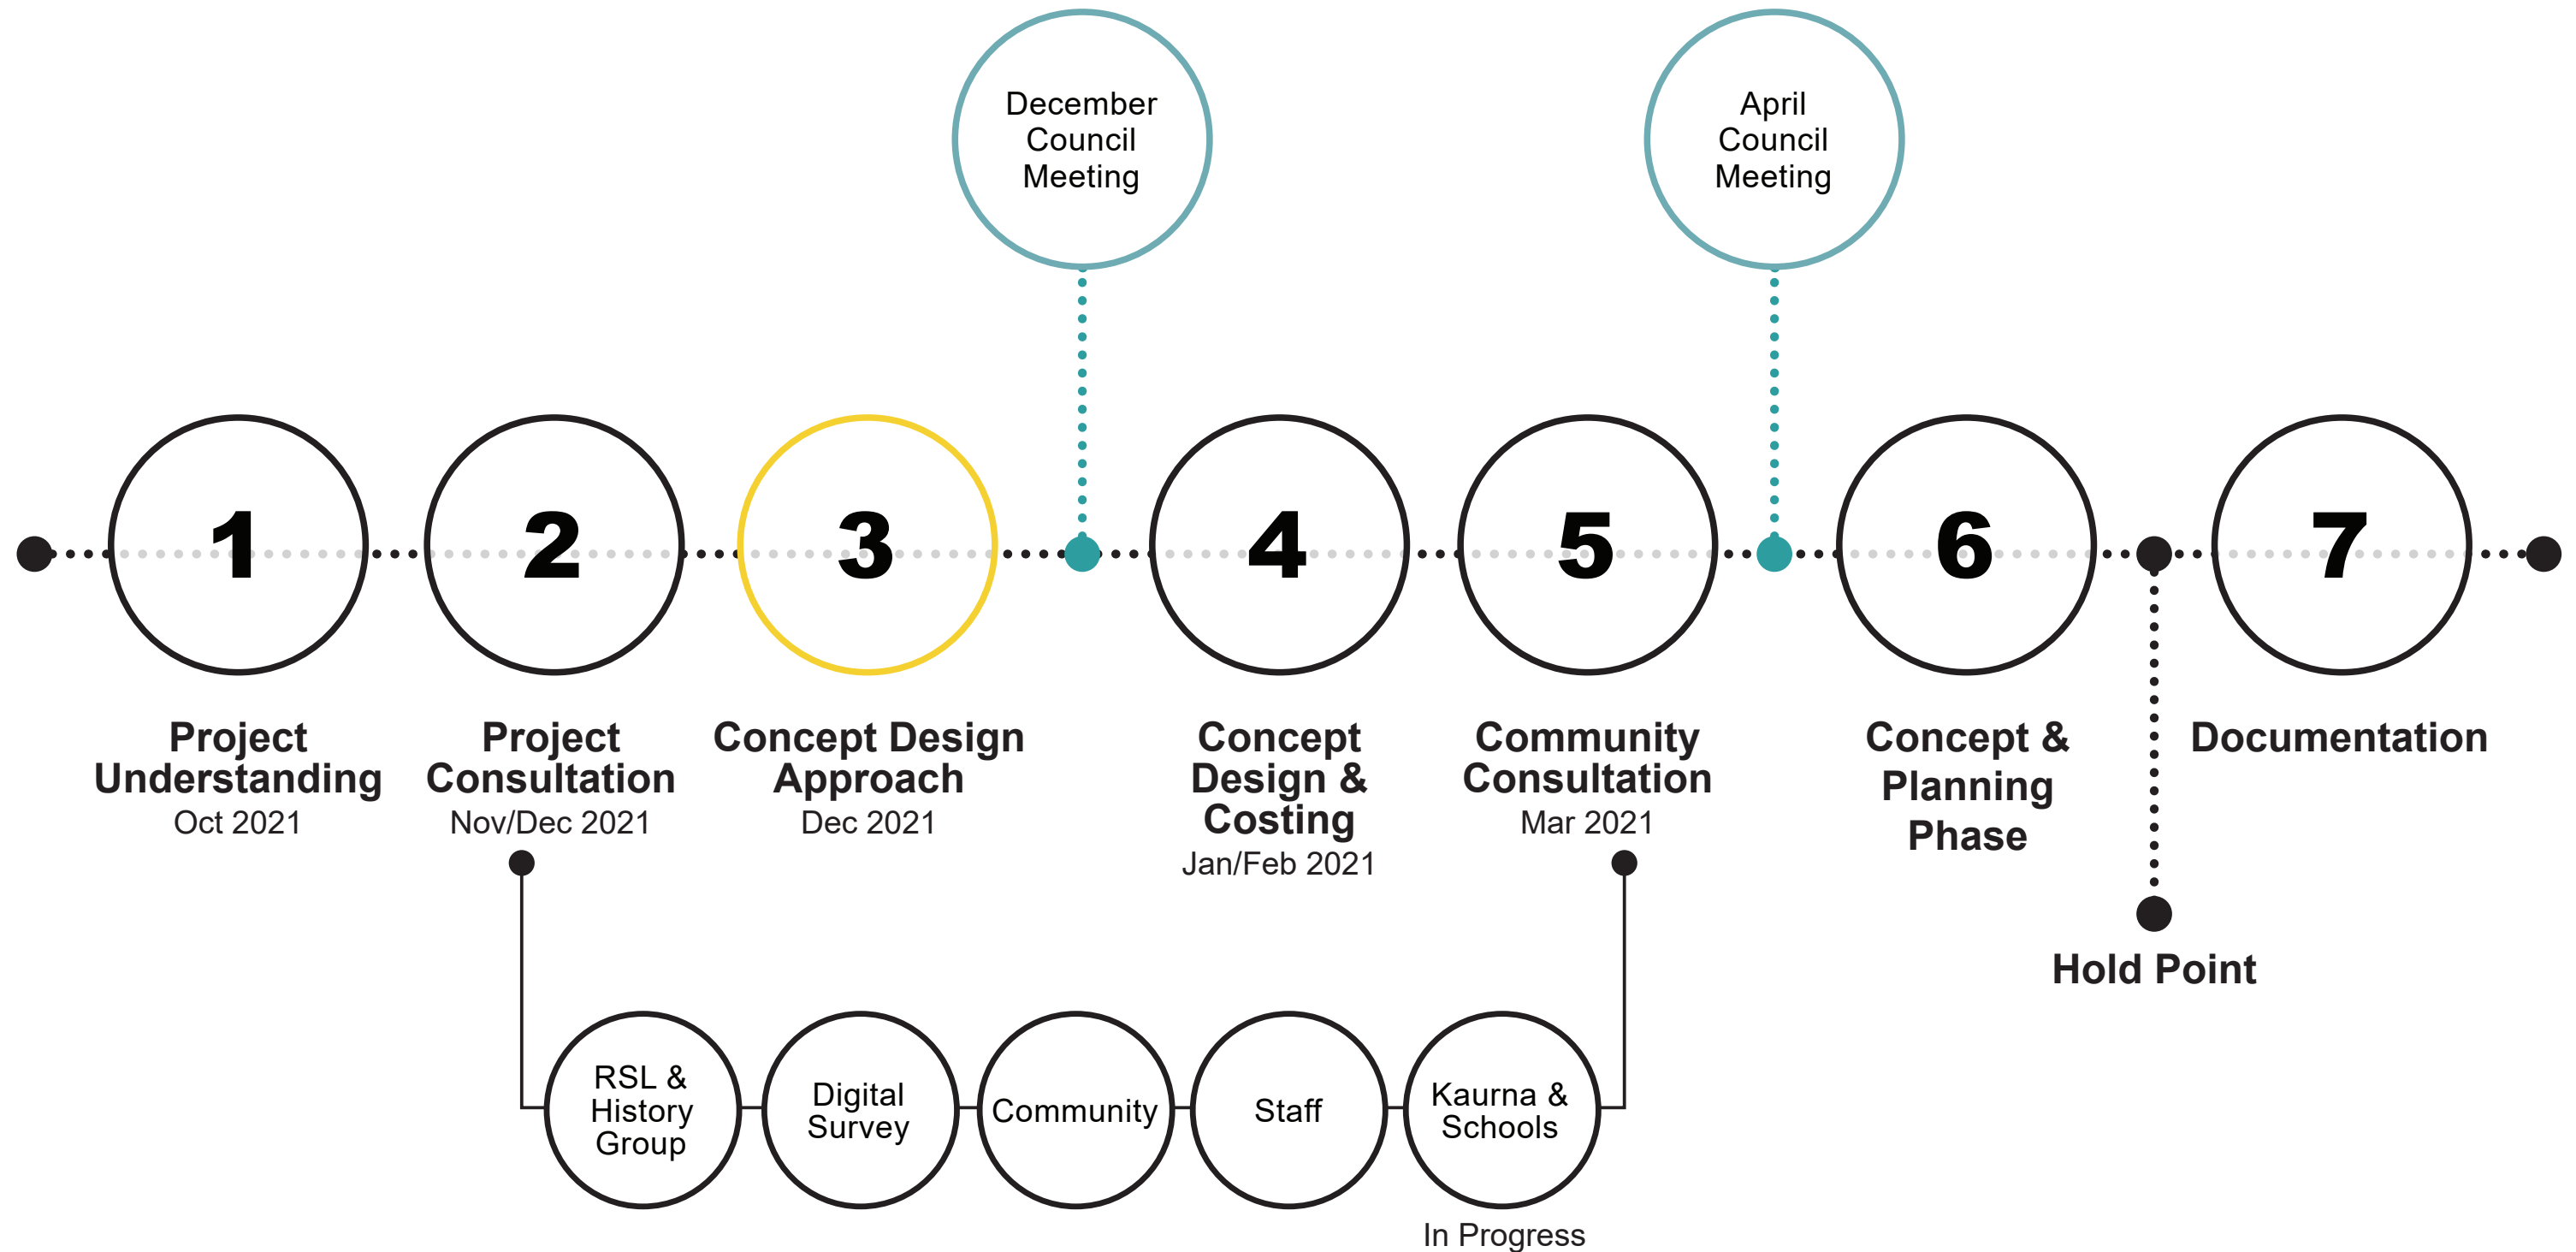 December
Council
Meeting
April
Council
Meeting
1
2
3
4
5
6
7
Project
Understanding
Oct 2021
Project
Consultation
Nov/Dec 2021
Concept Design
Approach
Dec 2021
Concept
Design &
Costing
Jan/Feb 2021
Community
Consultation
Mar 2021
Concept &
Planning
Phase
Documentation
Hold Point
RSL &
History
Group
Digital
Survey
Community
Staff
Kaurna &
Schools
In Progress